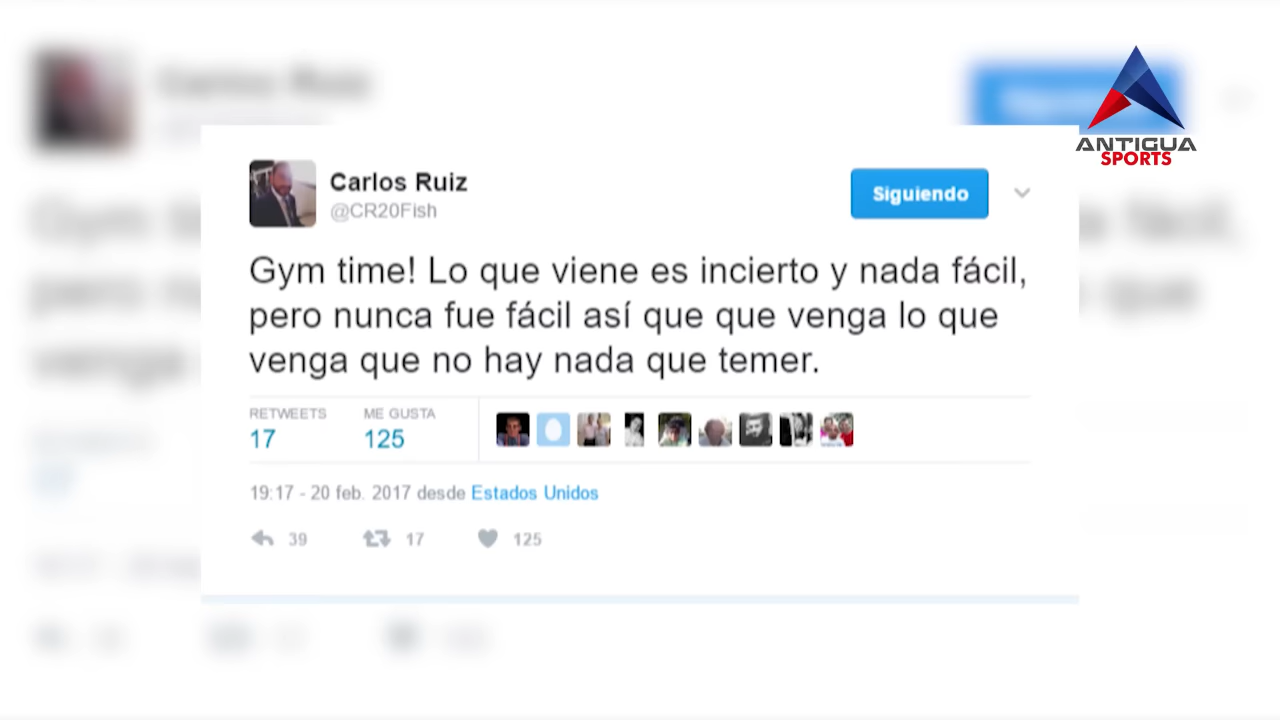 ANTIGUA
SPORTS
Carlos Ruiz
@CR20Fish
Siguiendo
Gym time! Lo que viene es incierto y nada fácil,
pero nunca fue fácil así que que venga lo que
venga que no hay nada que temer.
RETWEETS ME GUSTA
17 125
19:17 - 20 feb. 2017 desde Estados Unidos
39 17 125